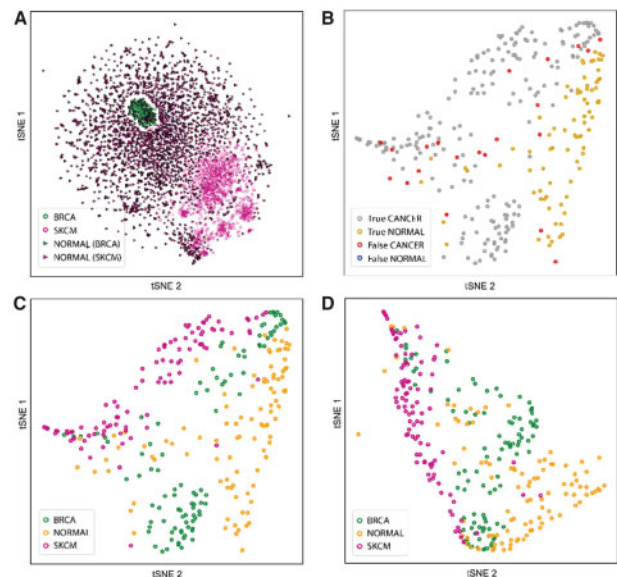 A
tSNE 1
BRCA
SKCM
NORMAL (BRCA)
NORMAL (SKCM)
tSNE 2
B
tSNE 1
True CANCER
True NORMAL
False CANCER
False NORMAL
tSNE 2
C
tSNE 1
BRCA
NORMAL
SKCM
tSNE 2
D
tSNE 1
BRCA
NORMAL
SKCM
tSNE 2